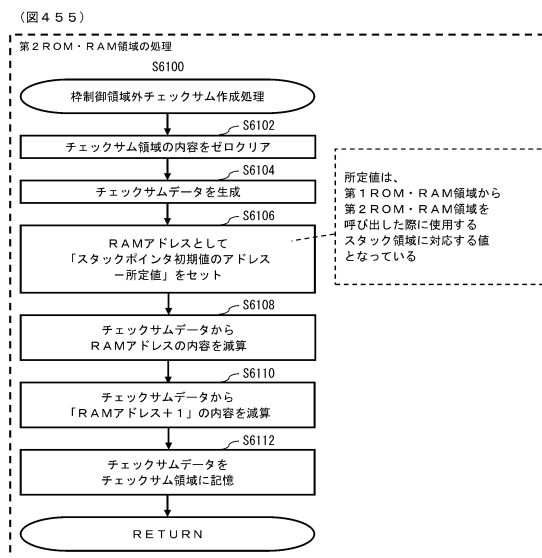 （図４５５）
第２ＲＯＭ・ＲＡＭ領域の処理
S6100
枠制御領域外チェックサム作成処理
S6102
チェックサム領域の内容をゼロクリア
S6104
チェックサムデータを生成
S6106
ＲＡＭアドレスとして
「スタックポインタ初期値のアドレス
－所定値」をセット
所定値は、
第１ＲＯＭ・ＲＡＭ領域から
第２ＲＯＭ・ＲＡＭ領域を
呼び出した際に使用する
スタック領域に対応する値
となっている
S6108
チェックサムデータから
ＲＡＭアドレスの内容を減算
S6110
チェックサムデータから
「ＲＡＭアドレス＋１」の内容を減算
S6112
チェックサムデータを
チェックサム領域に記憶
ＲＥＴＵＲＮ